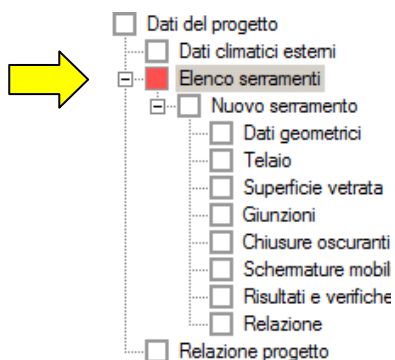 Dati del progetto
Dati climatici esterni
Elenco serramenti
Nuovo serramento
Dati geometrici
Telaio
Superficie vetrata
Giunzioni
Chiusure oscuranti
Schermature mobil
Risultati e verifiche
Relazione
Relazione progetto